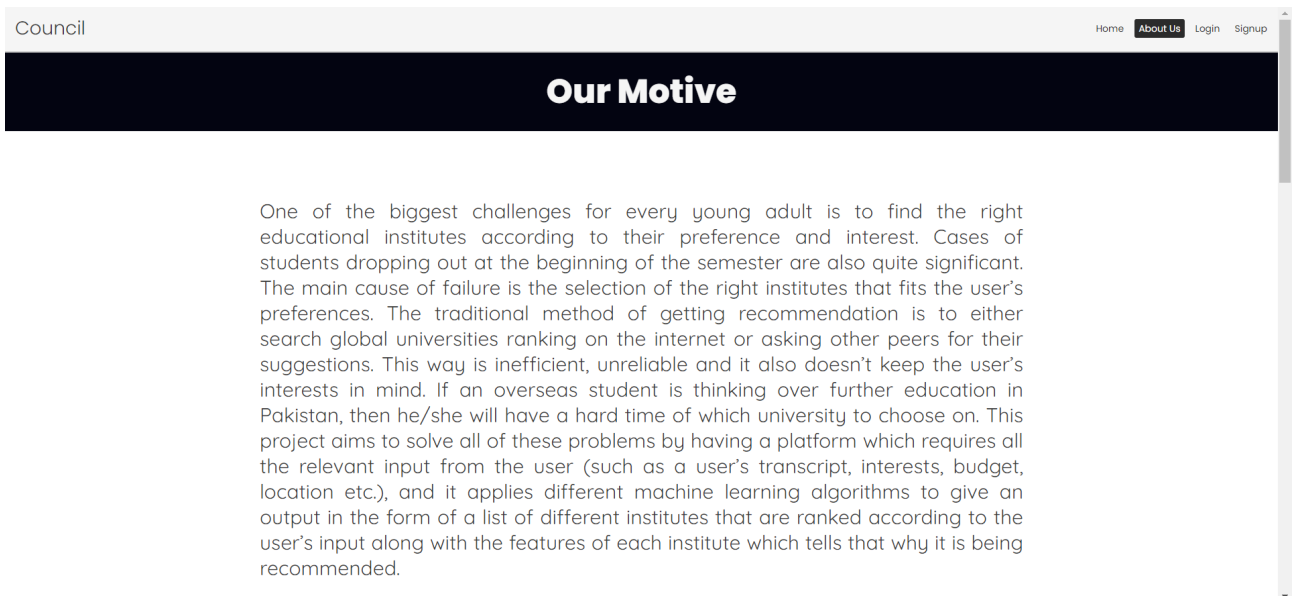 Council
Home About Us Login Signup
Our Motive
One of the biggest challenges for every young adult is to find the right
educational institutes according to their preference and interest. Cases of
students dropping out at the beginning of the semester are also quite significant.
The main cause of failure is the selection of the right institutes that fits the user’s
preferences. The traditional method of getting recommendation is to either
search global universities ranking on the internet or asking other peers for their
suggestions. This way is inefficient, unreliable and it also doesn’t keep the user’s
interests in mind. If an overseas student is thinking over further education in
Pakistan, then he/she will have a hard time of which university to choose on. This
project aims to solve all of these problems by having a platform which requires all
the relevant input from the user (such as a user’s transcript, interests, budget,
location etc.), and it applies different machine learning algorithms to give an
output in the form of a list of different institutes that are ranked according to the
user’s input along with the features of each institute which tells that why it is being
recommended.